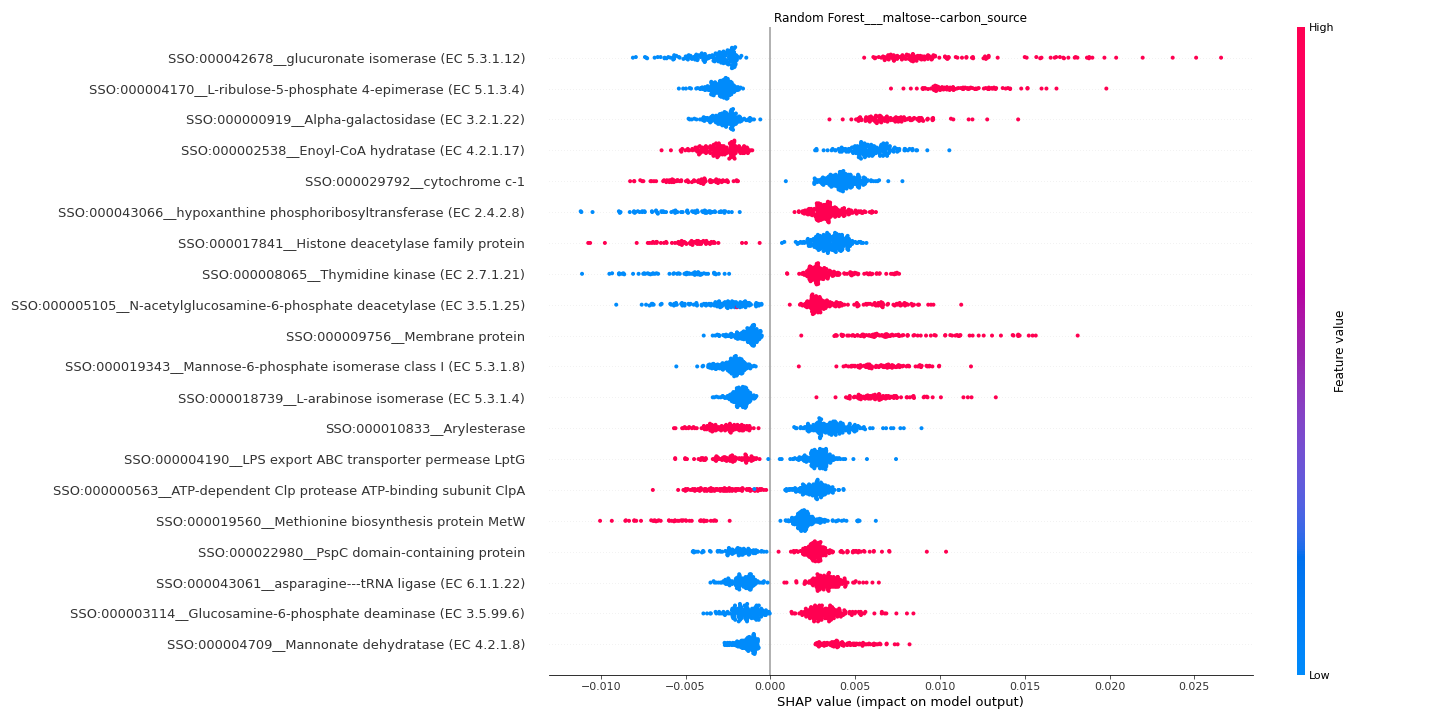 Random Forest___maltose--carbon_source
High
SSO:000042678__glucuronate isomerase (EC 5.3.1.12)
SSO:000004170__L-ribulose-5-phosphate 4-epimerase (EC 5.1.3.4)
SSO:000000919__Alpha-galactosidase (EC 3.2.1.22)
SSO:000002538__Enoyl-CoA hydratase (EC 4.2.1.17)
SSO:000029792__cytochrome c-1
SSO:000043066__hypoxanthine phosphoribosyltransferase (EC 2.4.2.8)
SSO:000017841__Histone deacetylase family protein
SSO:000008065__Thymidine kinase (EC 2.7.1.21)
SSO:000005105__N-acetylglucosamine-6-phosphate deacetylase (EC 3.5.1.25)
SSO:000009756__Membrane protein
SSO:000019343__Mannose-6-phosphate isomerase class I (EC 5.3.1.8)
SSO:000018739__L-arabinose isomerase (EC 5.3.1.4)
SSO:000010833__Arylesterase
SSO:000004190__LPS export ABC transporter permease LptG
SSO:000000563__ATP-dependent Clp protease ATP-binding subunit ClpA
SSO:000019560__Methionine biosynthesis protein MetW
SSO:000022980__PspC domain-containing protein
SSO:000043061__asparagine---tRNA ligase (EC 6.1.1.22)
SSO:000003114__Glucosamine-6-phosphate deaminase (EC 3.5.99.6)
SSO:000004709__Mannonate dehydratase (EC 4.2.1.8)
Feature value
Low
−0.010 −0.005 0.000 0.005 0.010 0.015 0.020 0.025
SHAP value (impact on model output)